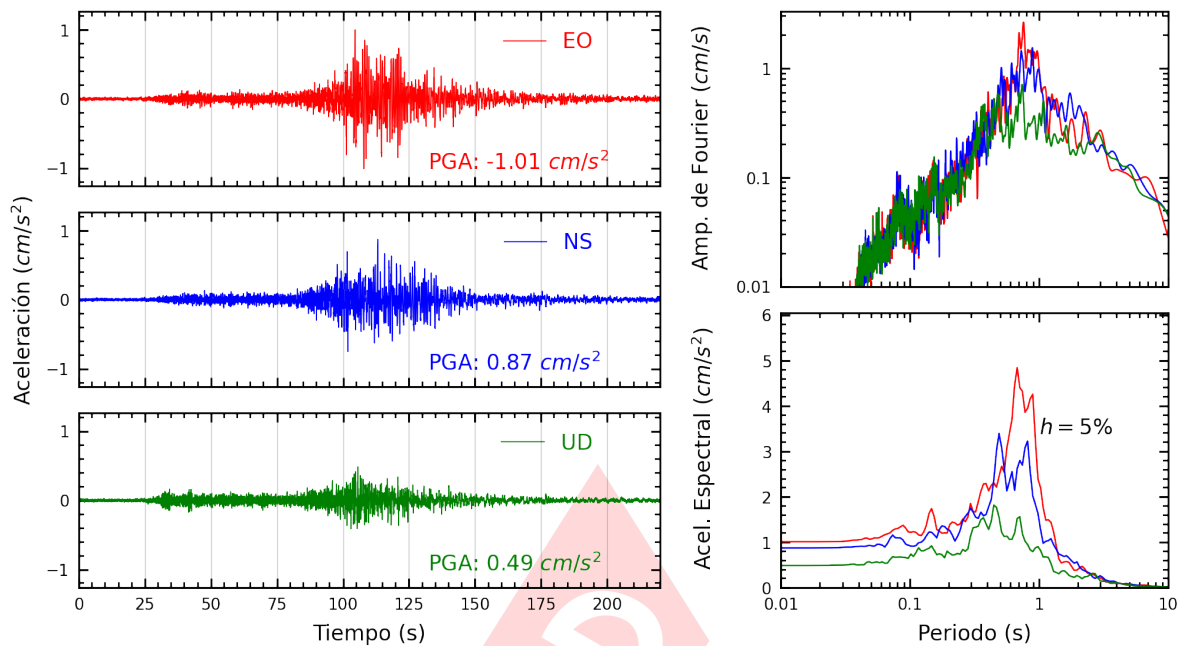 Aceleración (cm/s²)
1
0
−1
EO
PGA: -1.01 cm/s²
1
0
−1
NS
PGA: 0.87 cm/s²
1
0
−1
UD
PGA: 0.49 cm/s²
0 25 50 75 100 125 150 175 200
Tiempo (s)
Amp. de Fourier (cm/s)
1
0.1
0.01
Acel. Espectral (cm/s²)
6
5
4
3
2
1
0
h = 5%
0.01 0.1 1 10
Periodo (s)